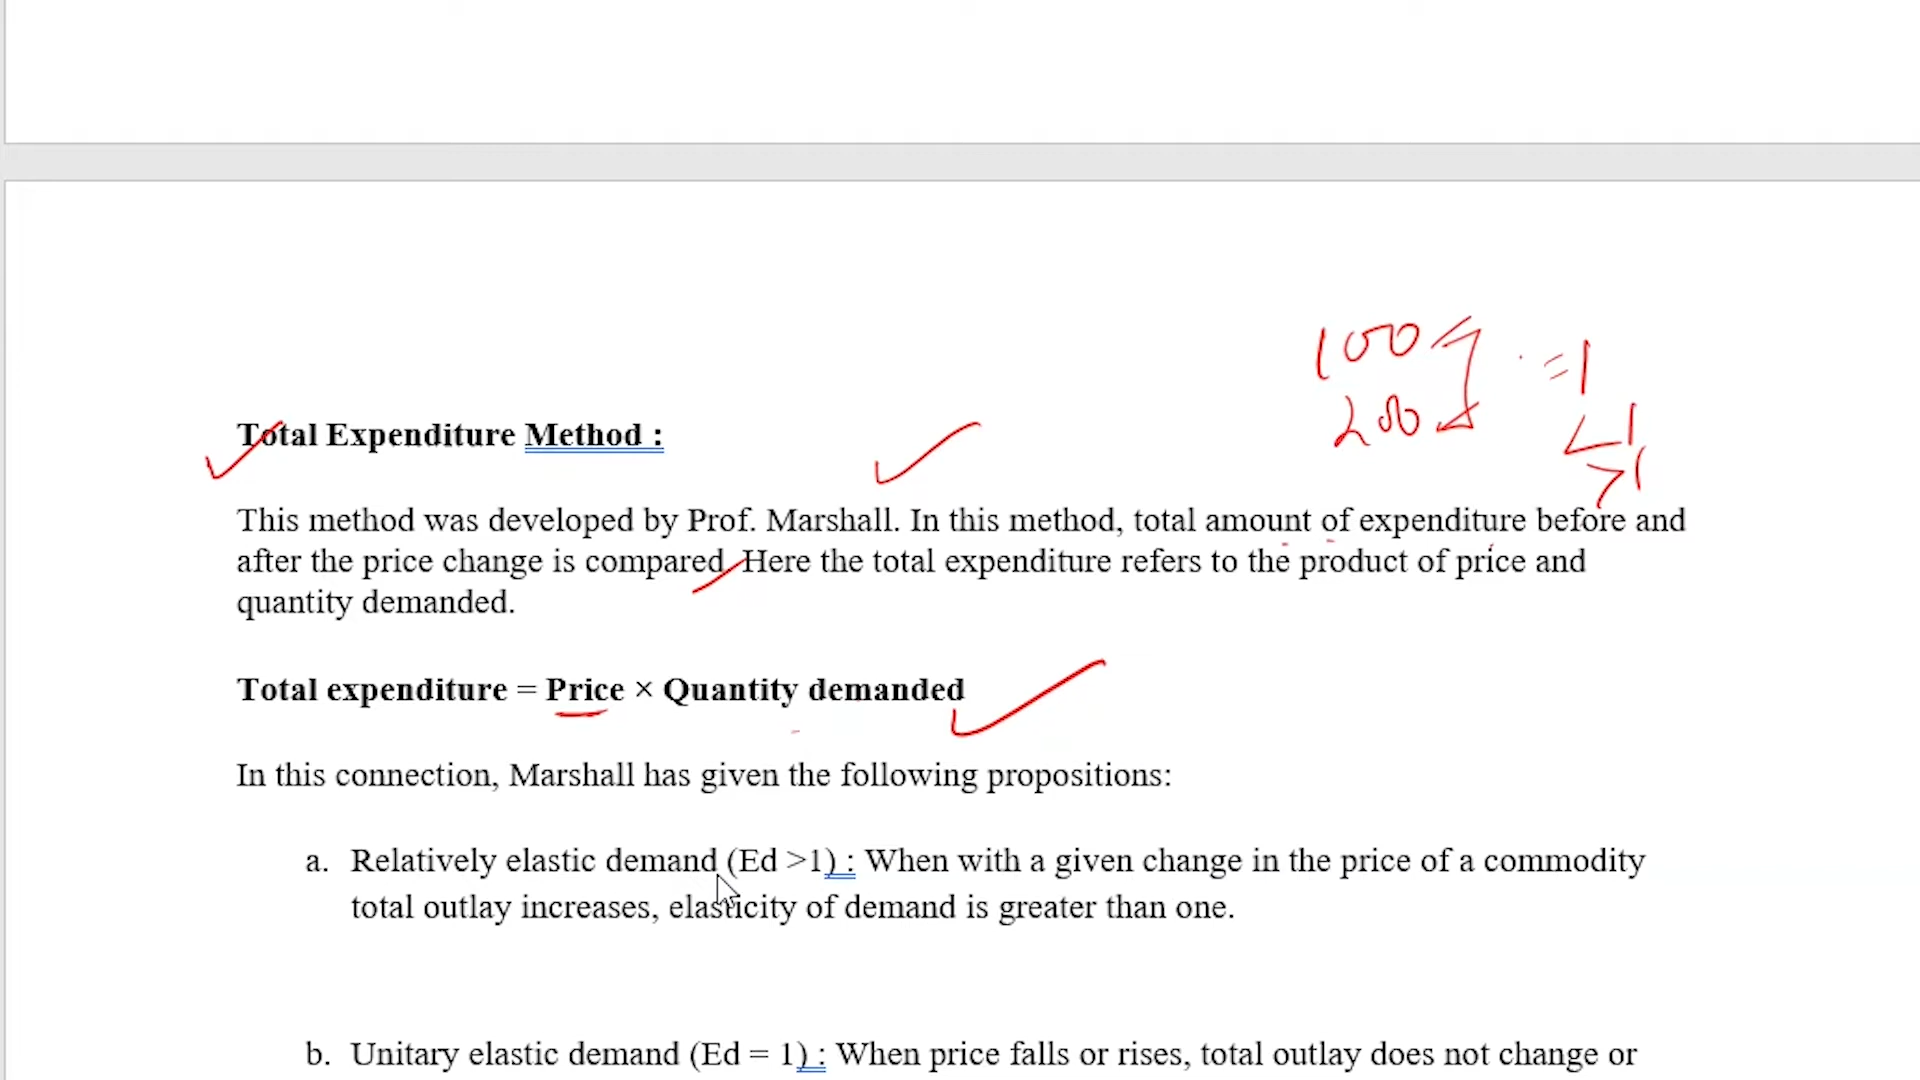 100
= 1
200
< 1
> 1
Total Expenditure Method :
This method was developed by Prof. Marshall. In this method, total amount of expenditure before and
after the price change is compared. Here the total expenditure refers to the product of price and
quantity demanded.
Total expenditure = Price × Quantity demanded
In this connection, Marshall has given the following propositions:
a. Relatively elastic demand (Ed >1) : When with a given change in the price of a commodity
total outlay increases, elasticity of demand is greater than one.
b. Unitary elastic demand (Ed = 1) : When price falls or rises, total outlay does not change or